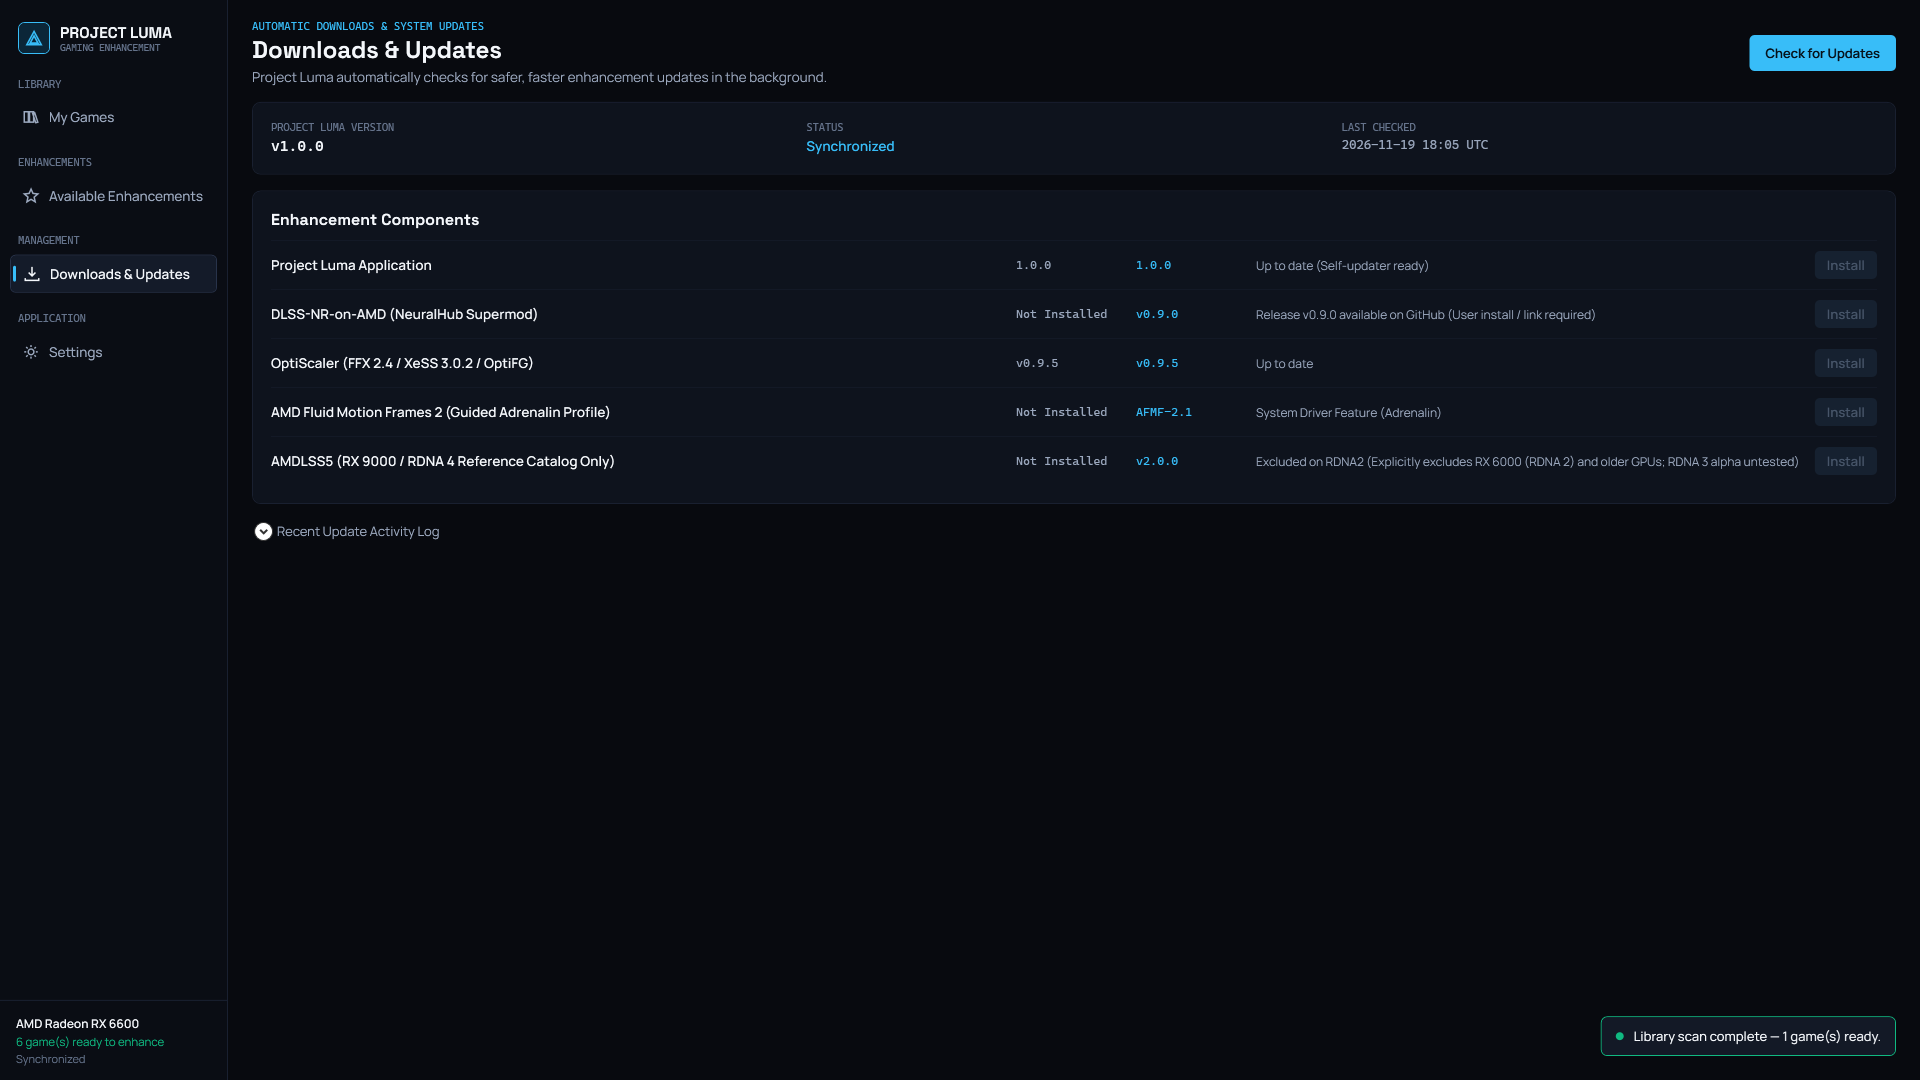 PROJECT LUMA
GAMING ENHANCEMENT
LIBRARY
My Games
ENHANCEMENTS
Available Enhancements
MANAGEMENT
Downloads & Updates
APPLICATION
Settings
AMD Radeon RX 6600
6 game(s) ready to enhance
Synchronized
AUTOMATIC DOWNLOADS & SYSTEM UPDATES
Downloads & Updates
Project Luma automatically checks for safer, faster enhancement updates in the background.
Check for Updates
PROJECT LUMA VERSION
v1.0.0
STATUS
Synchronized
LAST CHECKED
2026-11-19 18:05 UTC
Enhancement Components
Project Luma Application 1.0.0 1.0.0 Up to date (Self-updater ready) Install
DLSS-NR-on-AMD (NeuralHub Supermod) Not Installed v0.9.0 Release v0.9.0 available on GitHub (User install / link required) Install
OptiScaler (FFX 2.4 / XeSS 3.0.2 / OptiFG) v0.9.5 v0.9.5 Up to date Install
AMD Fluid Motion Frames 2 (Guided Adrenalin Profile) Not Installed AFMF-2.1 System Driver Feature (Adrenalin) Install
AMDLSS5 (RX 9000 / RDNA 4 Reference Catalog Only) Not Installed v2.0.0 Excluded on RDNA2 (Explicitly excludes RX 6000 (RDNA 2) and older GPUs; RDNA 3 alpha untested) Install
Recent Update Activity Log
Library scan complete — 1 game(s) ready.